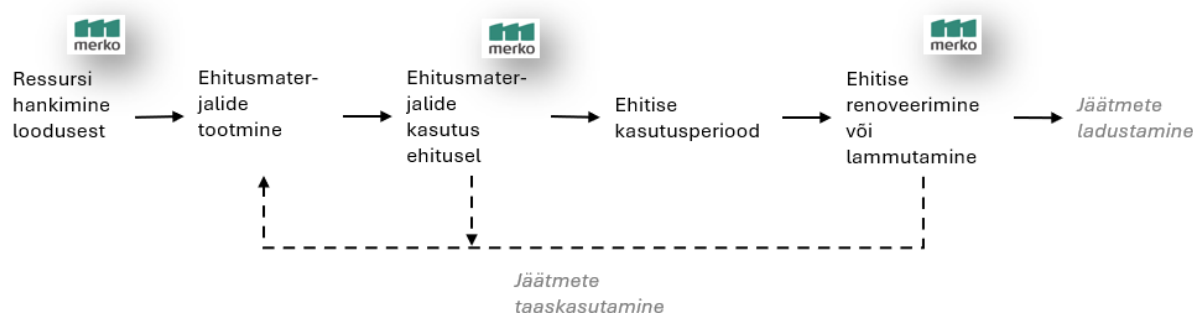 merko
merko
merko
Ressursi
hankimine
loodusest
Ehitusmater-
jalide
tootmine
Ehitusmater-
jalide
kasutus
ehitusel
Ehitise
kasutusperiood
Ehitise
renoveerimine
või
lammutamine
Jäätmete
ladustamine
Jäätmete
taaskasutamine